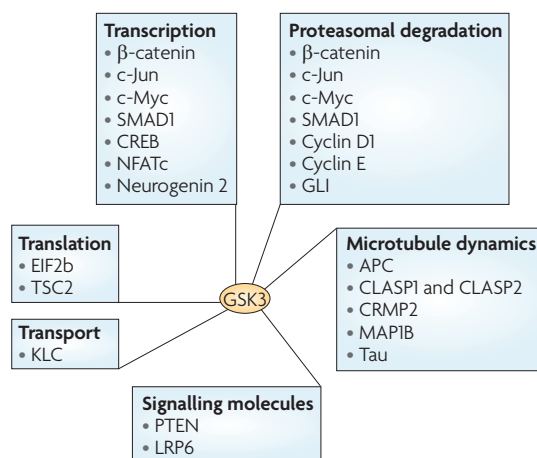 Transcription
• β-catenin
• c-Jun
• c-Myc
• SMAD1
• CREB
• NFATc
• Neurogenin 2
Proteasomal degradation
• β-catenin
• c-Jun
• c-Myc
• SMAD1
• Cyclin D1
• Cyclin E
• GLI
Translation
• EIF2b
• TSC2
Transport
• KLC
GSK3
Microtubule dynamics
• APC
• CLASP1 and CLASP2
• CRMP2
• MAP1B
• Tau
Signalling molecules
• PTEN
• LRP6